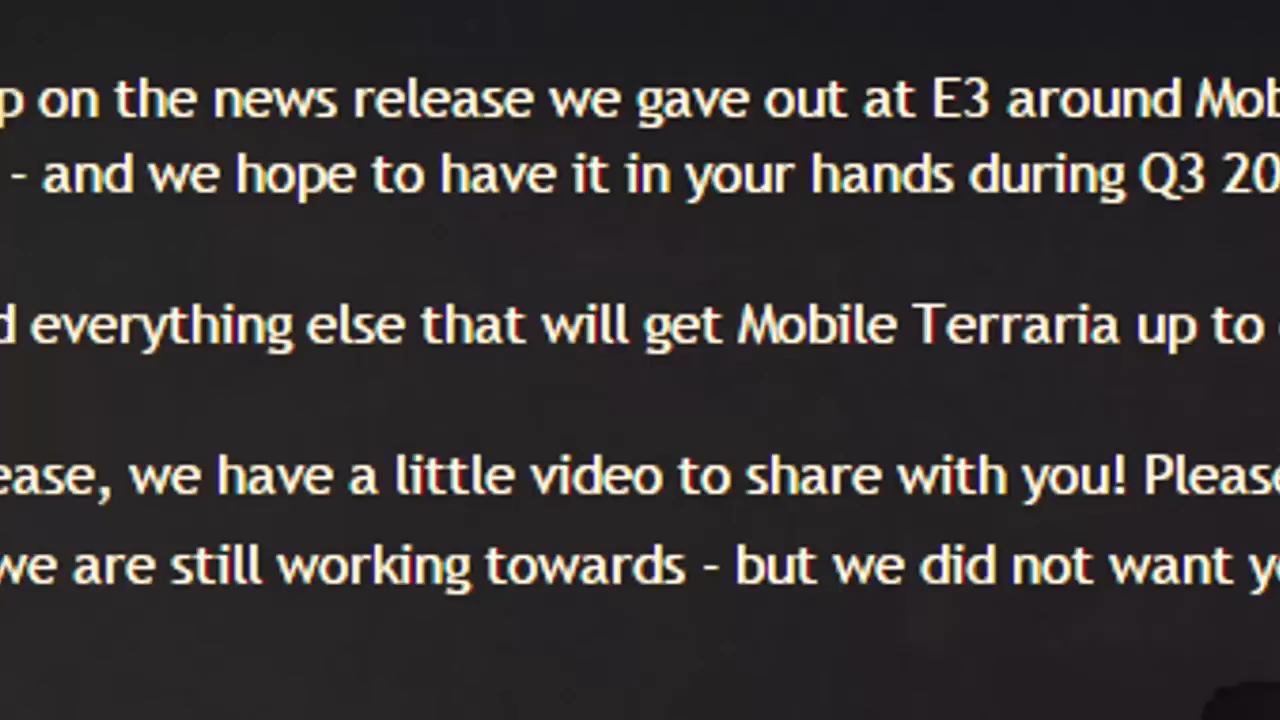 p on the news release we gave out at E3 around Mob
- and we hope to have it in your hands during Q3 20
d everything else that will get Mobile Terraria up to
ease, we have a little video to share with you! Please
we are still working towards - but we did not want yo